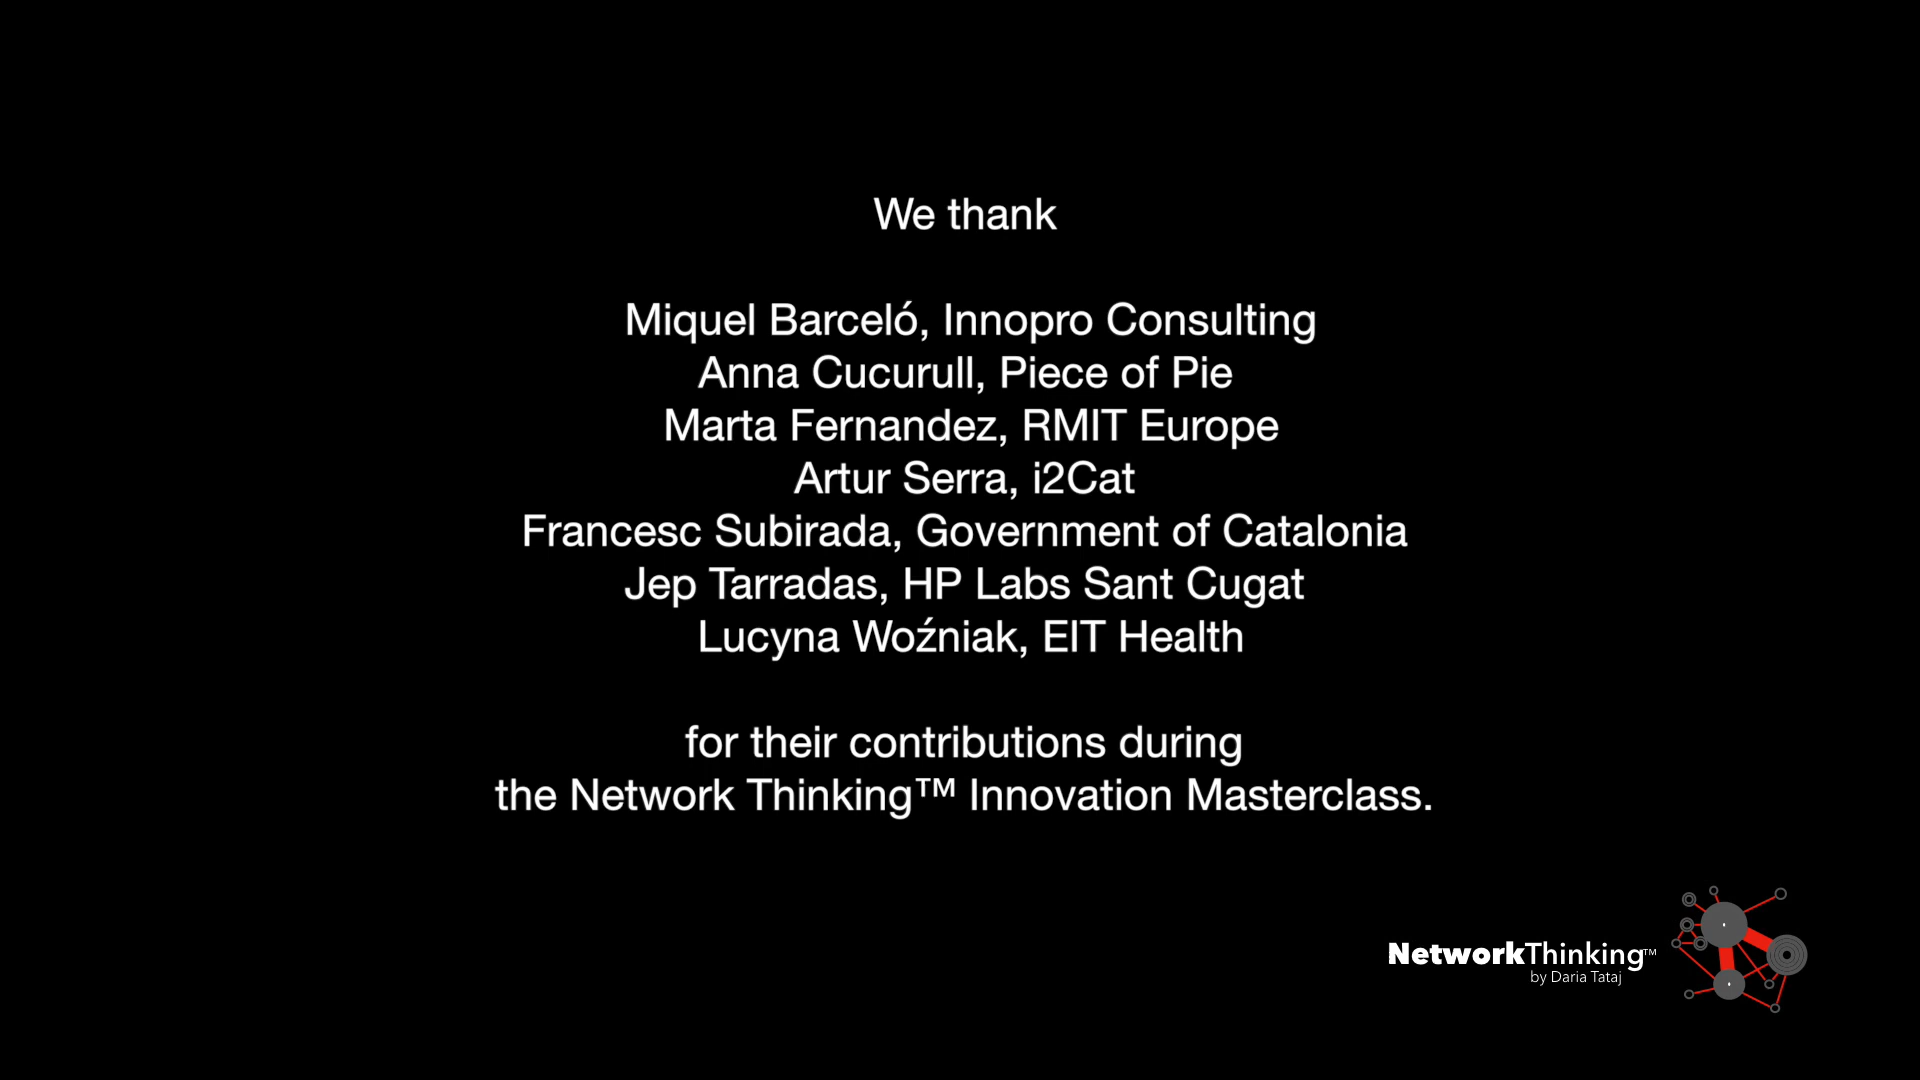 We thank
Miquel Barceló, Innopro Consulting
Anna Cucurull, Piece of Pie
Marta Fernandez, RMIT Europe
Artur Serra, i2Cat
Francesc Subirada, Government of Catalonia
Jep Tarradas, HP Labs Sant Cugat
Lucyna Woźniak, EIT Health
for their contributions during
the Network Thinking™ Innovation Masterclass.
NetworkThinking™
by Daria Tataj